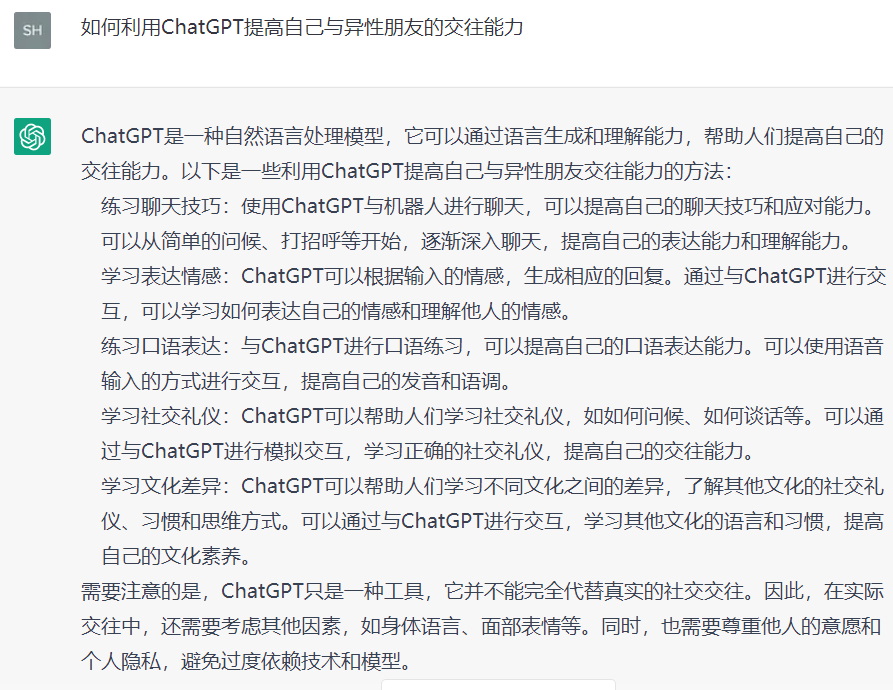 SH
如何利用ChatGPT提高自己与异性朋友的交往能力
ChatGPT是一种自然语言处理模型，它可以通过语言生成和理解能力，帮助人们提高自己的
交往能力。以下是一些利用ChatGPT提高自己与异性朋友交往能力的方法：
练习聊天技巧：使用ChatGPT与机器人进行聊天，可以提高自己的聊天技巧和应对能力。
可以从简单的问候、打招呼等开始，逐渐深入聊天，提高自己的表达能力和理解能力。
学习表达情感：ChatGPT可以根据输入的情感，生成相应的回复。通过与ChatGPT进行交
互，可以学习如何表达自己的情感和理解他人的情感。
练习口语表达：与ChatGPT进行口语练习，可以提高自己的口语表达能力。可以使用语音
输入的方式进行交互，提高自己的发音和语调。
学习社交礼仪：ChatGPT可以帮助人们学习社交礼仪，如如何问候、如何谈话等。可以通
过与ChatGPT进行模拟交互，学习正确的社交礼仪，提高自己的交往能力。
学习文化差异：ChatGPT可以帮助人们学习不同文化之间的差异，了解其他文化的社交礼
仪、习惯和思维方式。可以通过与ChatGPT进行交互，学习其他文化的语言和习惯，提高
自己的文化素养。
需要注意的是，ChatGPT只是一种工具，它并不能完全代替真实的社交交往。因此，在实际
交往中，还需要考虑其他因素，如身体语言、面部表情等。同时，也需要尊重他人的意愿和
个人隐私，避免过度依赖技术和模型。